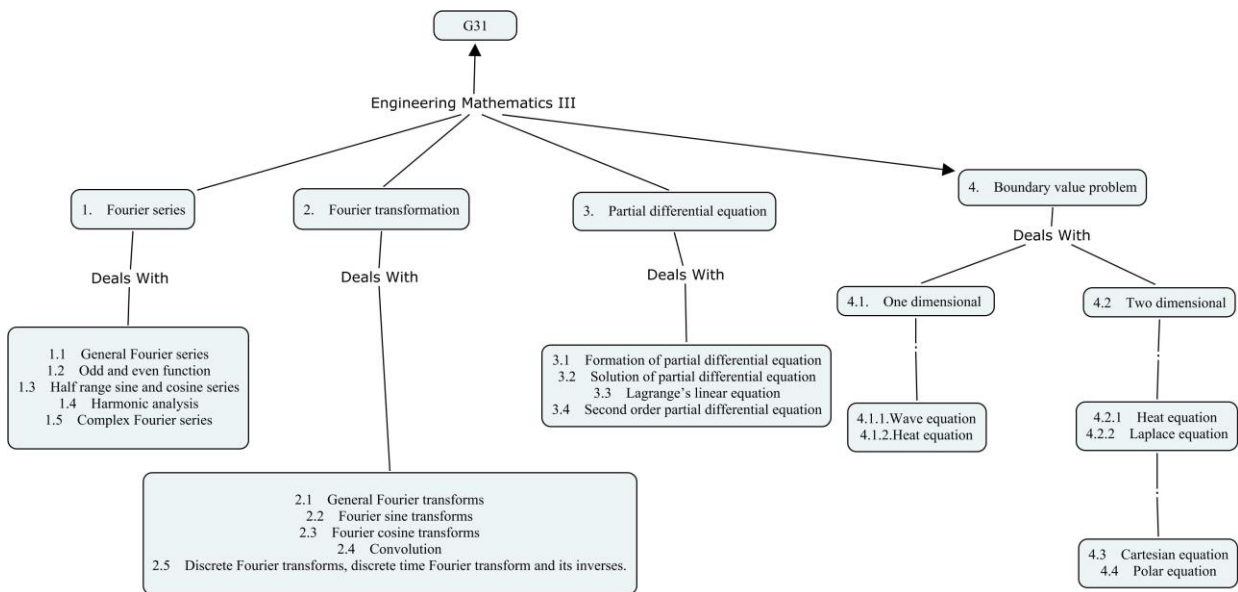 G31
Engineering Mathematics III
1. Fourier series
2. Fourier transformation
3. Partial differential equation
4. Boundary value problem
Deals With
Deals With
Deals With
Deals With
1.1 General Fourier series
1.2 Odd and even function
1.3 Half range sine and cosine series
1.4 Harmonic analysis
1.5 Complex Fourier series
2.1 General Fourier transforms
2.2 Fourier sine transforms
2.3 Fourier cosine transforms
2.4 Convolution
2.5 Discrete Fourier transforms, discrete time Fourier transform and its inverses.
3.1 Formation of partial differential equation
3.2 Solution of partial differential equation
3.3 Lagrange’s linear equation
3.4 Second order partial differential equation
4.1. One dimensional
4.2 Two dimensional
4.1.1.Wave equation
4.1.2.Heat equation
4.2.1 Heat equation
4.2.2 Laplace equation
4.3 Cartesian equation
4.4 Polar equation